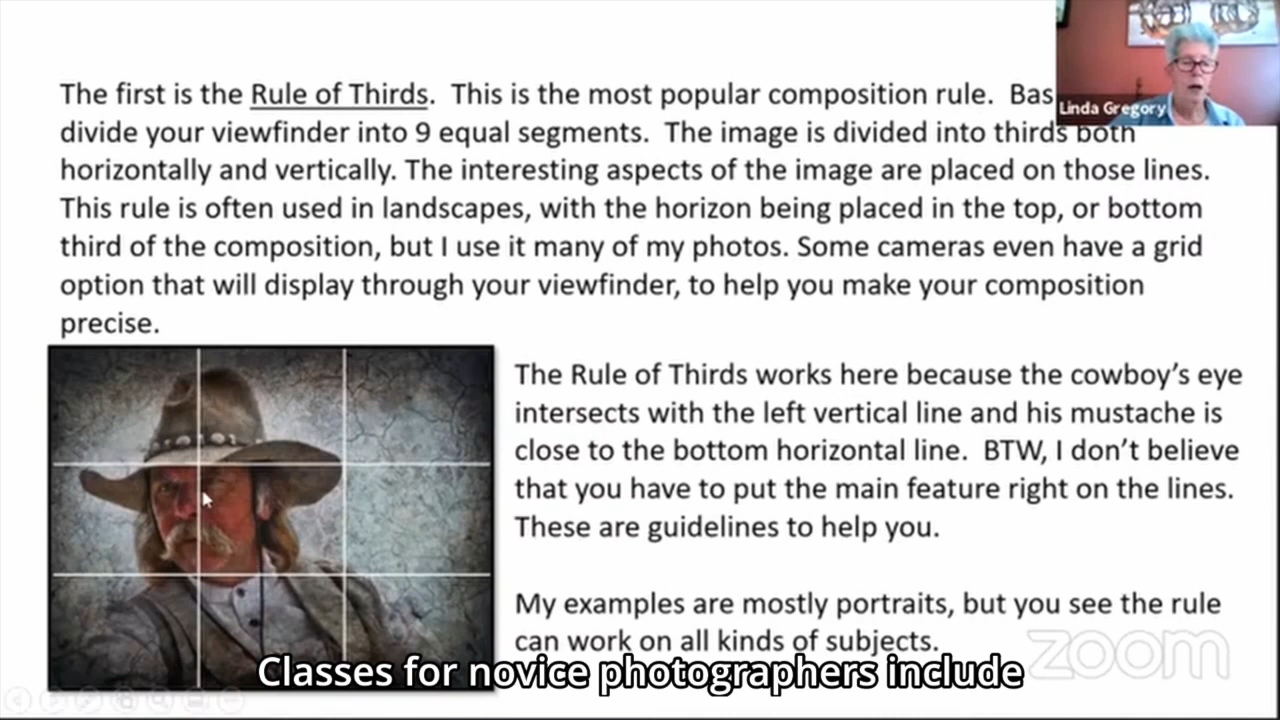 The first is the Rule of Thirds. This is the most popular composition rule. Bas
divide your viewfinder into 9 equal segments. The image is divided into thirds both
horizontally and vertically. The interesting aspects of the image are placed on those lines.
This rule is often used in landscapes, with the horizon being placed in the top, or bottom
third of the composition, but I use it many of my photos. Some cameras even have a grid
option that will display through your viewfinder, to help you make your composition
precise.
Linda Gregory
The Rule of Thirds works here because the cowboy’s eye
intersects with the left vertical line and his mustache is
close to the bottom horizontal line. BTW, I don’t believe
that you have to put the main feature right on the lines.
These are guidelines to help you.
My examples are mostly portraits, but you see the rule
can work on all kinds of subjects.
zoom
Classes for novice photographers include